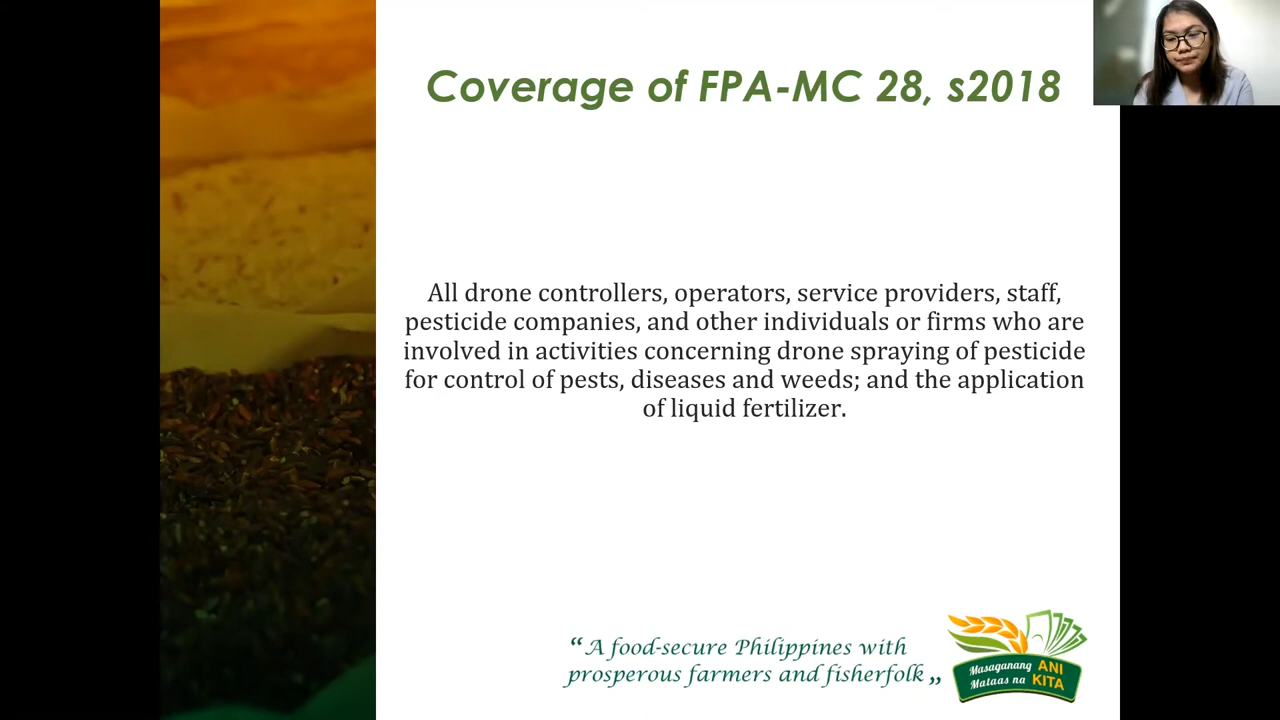 Coverage of FPA-MC 28, s2018
All drone controllers, operators, service providers, staff,
pesticide companies, and other individuals or firms who are
involved in activities concerning drone spraying of pesticide
for control of pests, diseases and weeds; and the application
of liquid fertilizer.
“ A food-secure Philippines with
prosperous farmers and fisherfolk „
Masaganang ANI
Mataas na KITA